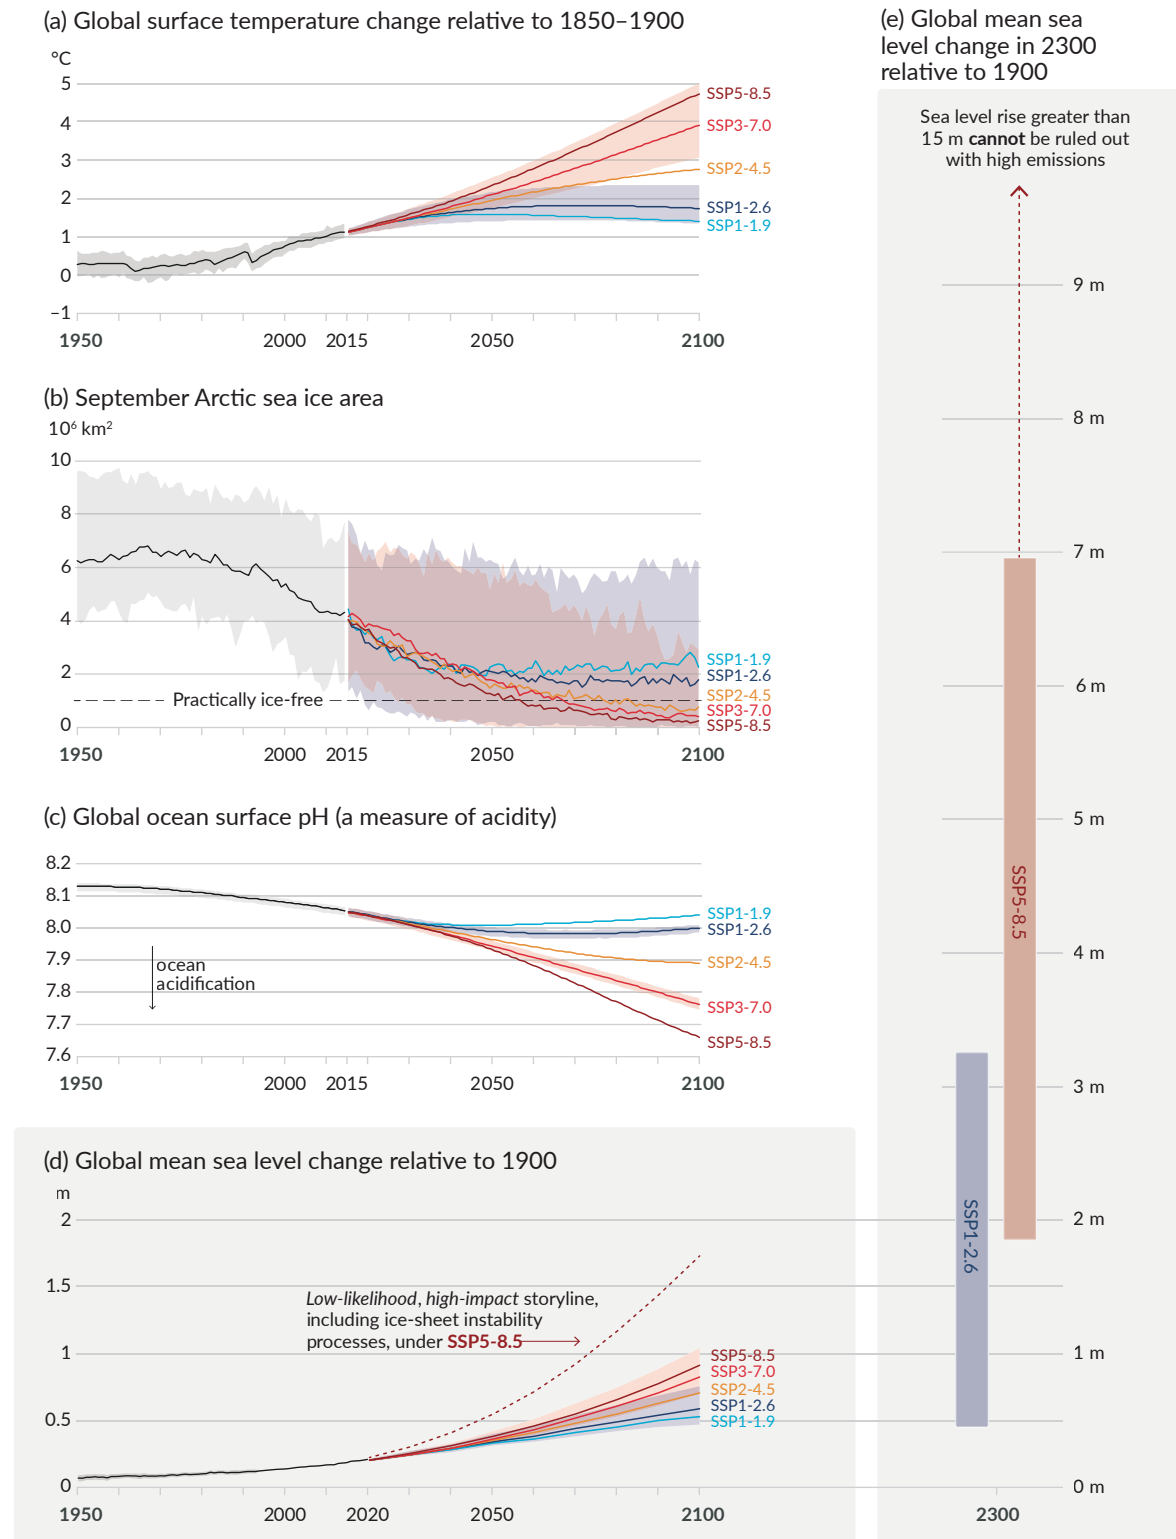 (a) Global surface temperature change relative to 1850–1900
°C
5
4
3
2
1
0
−1
SSP5-8.5
SSP3-7.0
SSP2-4.5
SSP1-2.6
SSP1-1.9
1950 2000 2015 2050 2100
(b) September Arctic sea ice area
10⁶ km²
10
8
6
4
2
0
Practically ice-free
SSP1-1.9
SSP1-2.6
SSP2-4.5
SSP3-7.0
SSP5-8.5
1950 2000 2015 2050 2100
(c) Global ocean surface pH (a measure of acidity)
8.2
8.1
8.0
7.9
7.8
7.7
7.6
ocean
acidification
SSP1-1.9
SSP1-2.6
SSP2-4.5
SSP3-7.0
SSP5-8.5
1950 2000 2015 2050 2100
(d) Global mean sea level change relative to 1900
m
2
1.5
1
0.5
0
Low-likelihood, high-impact storyline,
including ice-sheet instability
processes, under SSP5-8.5
SSP5-8.5
SSP3-7.0
SSP2-4.5
SSP1-2.6
SSP1-1.9
1950 2000 2020 2050 2100
(e) Global mean sea
level change in 2300
relative to 1900
Sea level rise greater than
15 m cannot be ruled out
with high emissions
9 m
8 m
7 m
6 m
5 m
4 m
3 m
2 m
1 m
0 m
SSP5-8.5
SSP1-2.6
2300